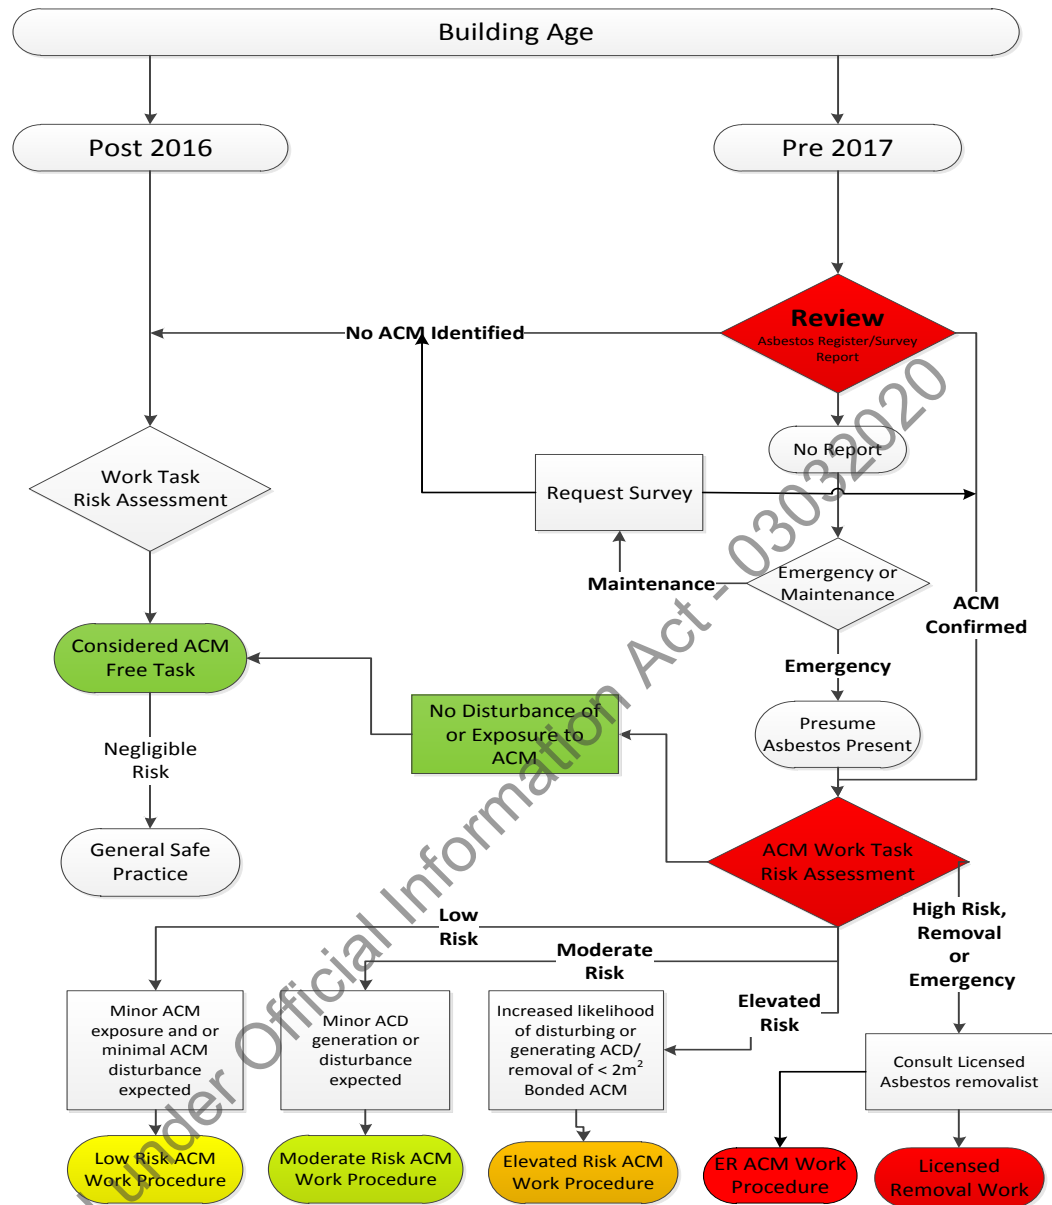 Building Age
Post 2016
Pre 2017
Review
Asbestos Register/Survey
Report
No ACM Identified
No Report
Work Task
Risk Assessment
Request Survey
Emergency or
Maintenance
Maintenance
ACM
Confirmed
Considered ACM
Free Task
Emergency
No Disturbance of
or Exposure to
ACM
Presume
Asbestos Present
Negligible
Risk
General Safe
Practice
ACM Work Task
Risk Assessment
High Risk,
Removal
or
Emergency
Low
Risk
Moderate
Risk
Elevated
Risk
Minor ACM
exposure and or
minimal ACM
disturbance
expected
Minor ACD
generation or
disturbance
expected
Increased likelihood
of disturbing or
generating ACD/
removal of < 2m²
Bonded ACM
Consult Licensed
Asbestos removalist
Low Risk ACM
Work Procedure
Moderate Risk ACM
Work Procedure
Elevated Risk ACM
Work Procedure
ER ACM Work
Procedure
Licensed
Removal Work
under Official Information Act - 03032020